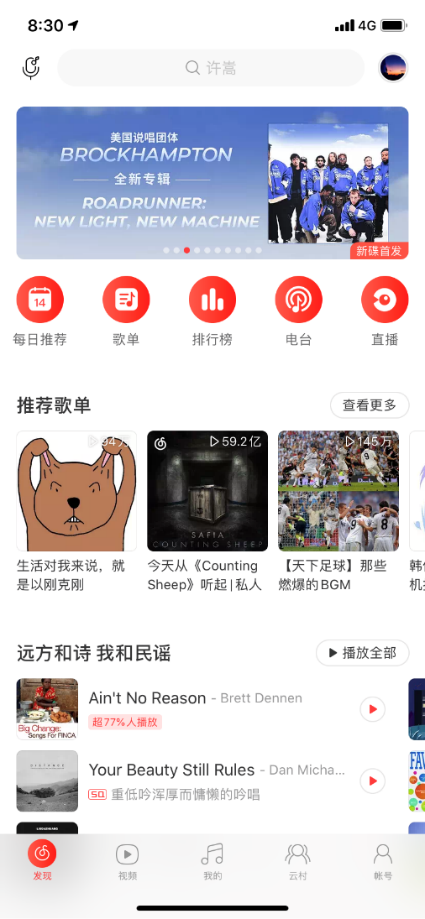 8:30
4G
许嵩
美国说唱团体
BROCKHAMPTON
全新专辑
ROADRUNNER:
NEW LIGHT, NEW MACHINE
新碟首发
14
每日推荐
歌单
排行榜
电台
直播
推荐歌单
查看更多
94万
59.2亿
145万
SAFIA
COUNTING SHEEP
生活对我来说，就
是以刚克刚
今天从《Counting
Sheep》听起|私人
【天下足球】那些
燃爆的BGM
远方和诗 我和民谣
播放全部
Big Change:
Songs For FINCA
Ain't No Reason - Brett Dennen
超77%人播放
Your Beauty Still Rules - Dan Micha...
SQ 重低吟浑厚而慵懒的吟唱
发现
视频
我的
云村
帐号